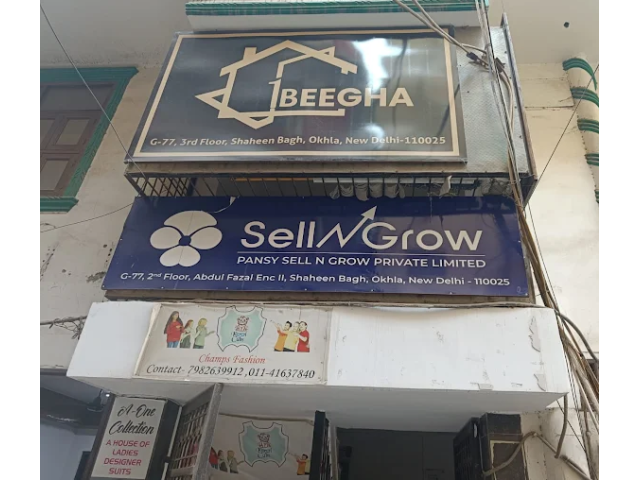 1BEEGHA
G-77, 3rd Floor, Shaheen Bagh, Okhla, New Delhi-110025
SellNGrow
PANSY SELL N GROW PRIVATE LIMITED
G-77, 2nd Floor, Abdul Fazal Enc II, Shaheen Bagh, Okhla, New Delhi - 110025
Champs Fashion
Contact- 7982639912 ,011-41637840
A-One
Collection
A HOUSE OF
LADIES
DESIGNER
SUITS